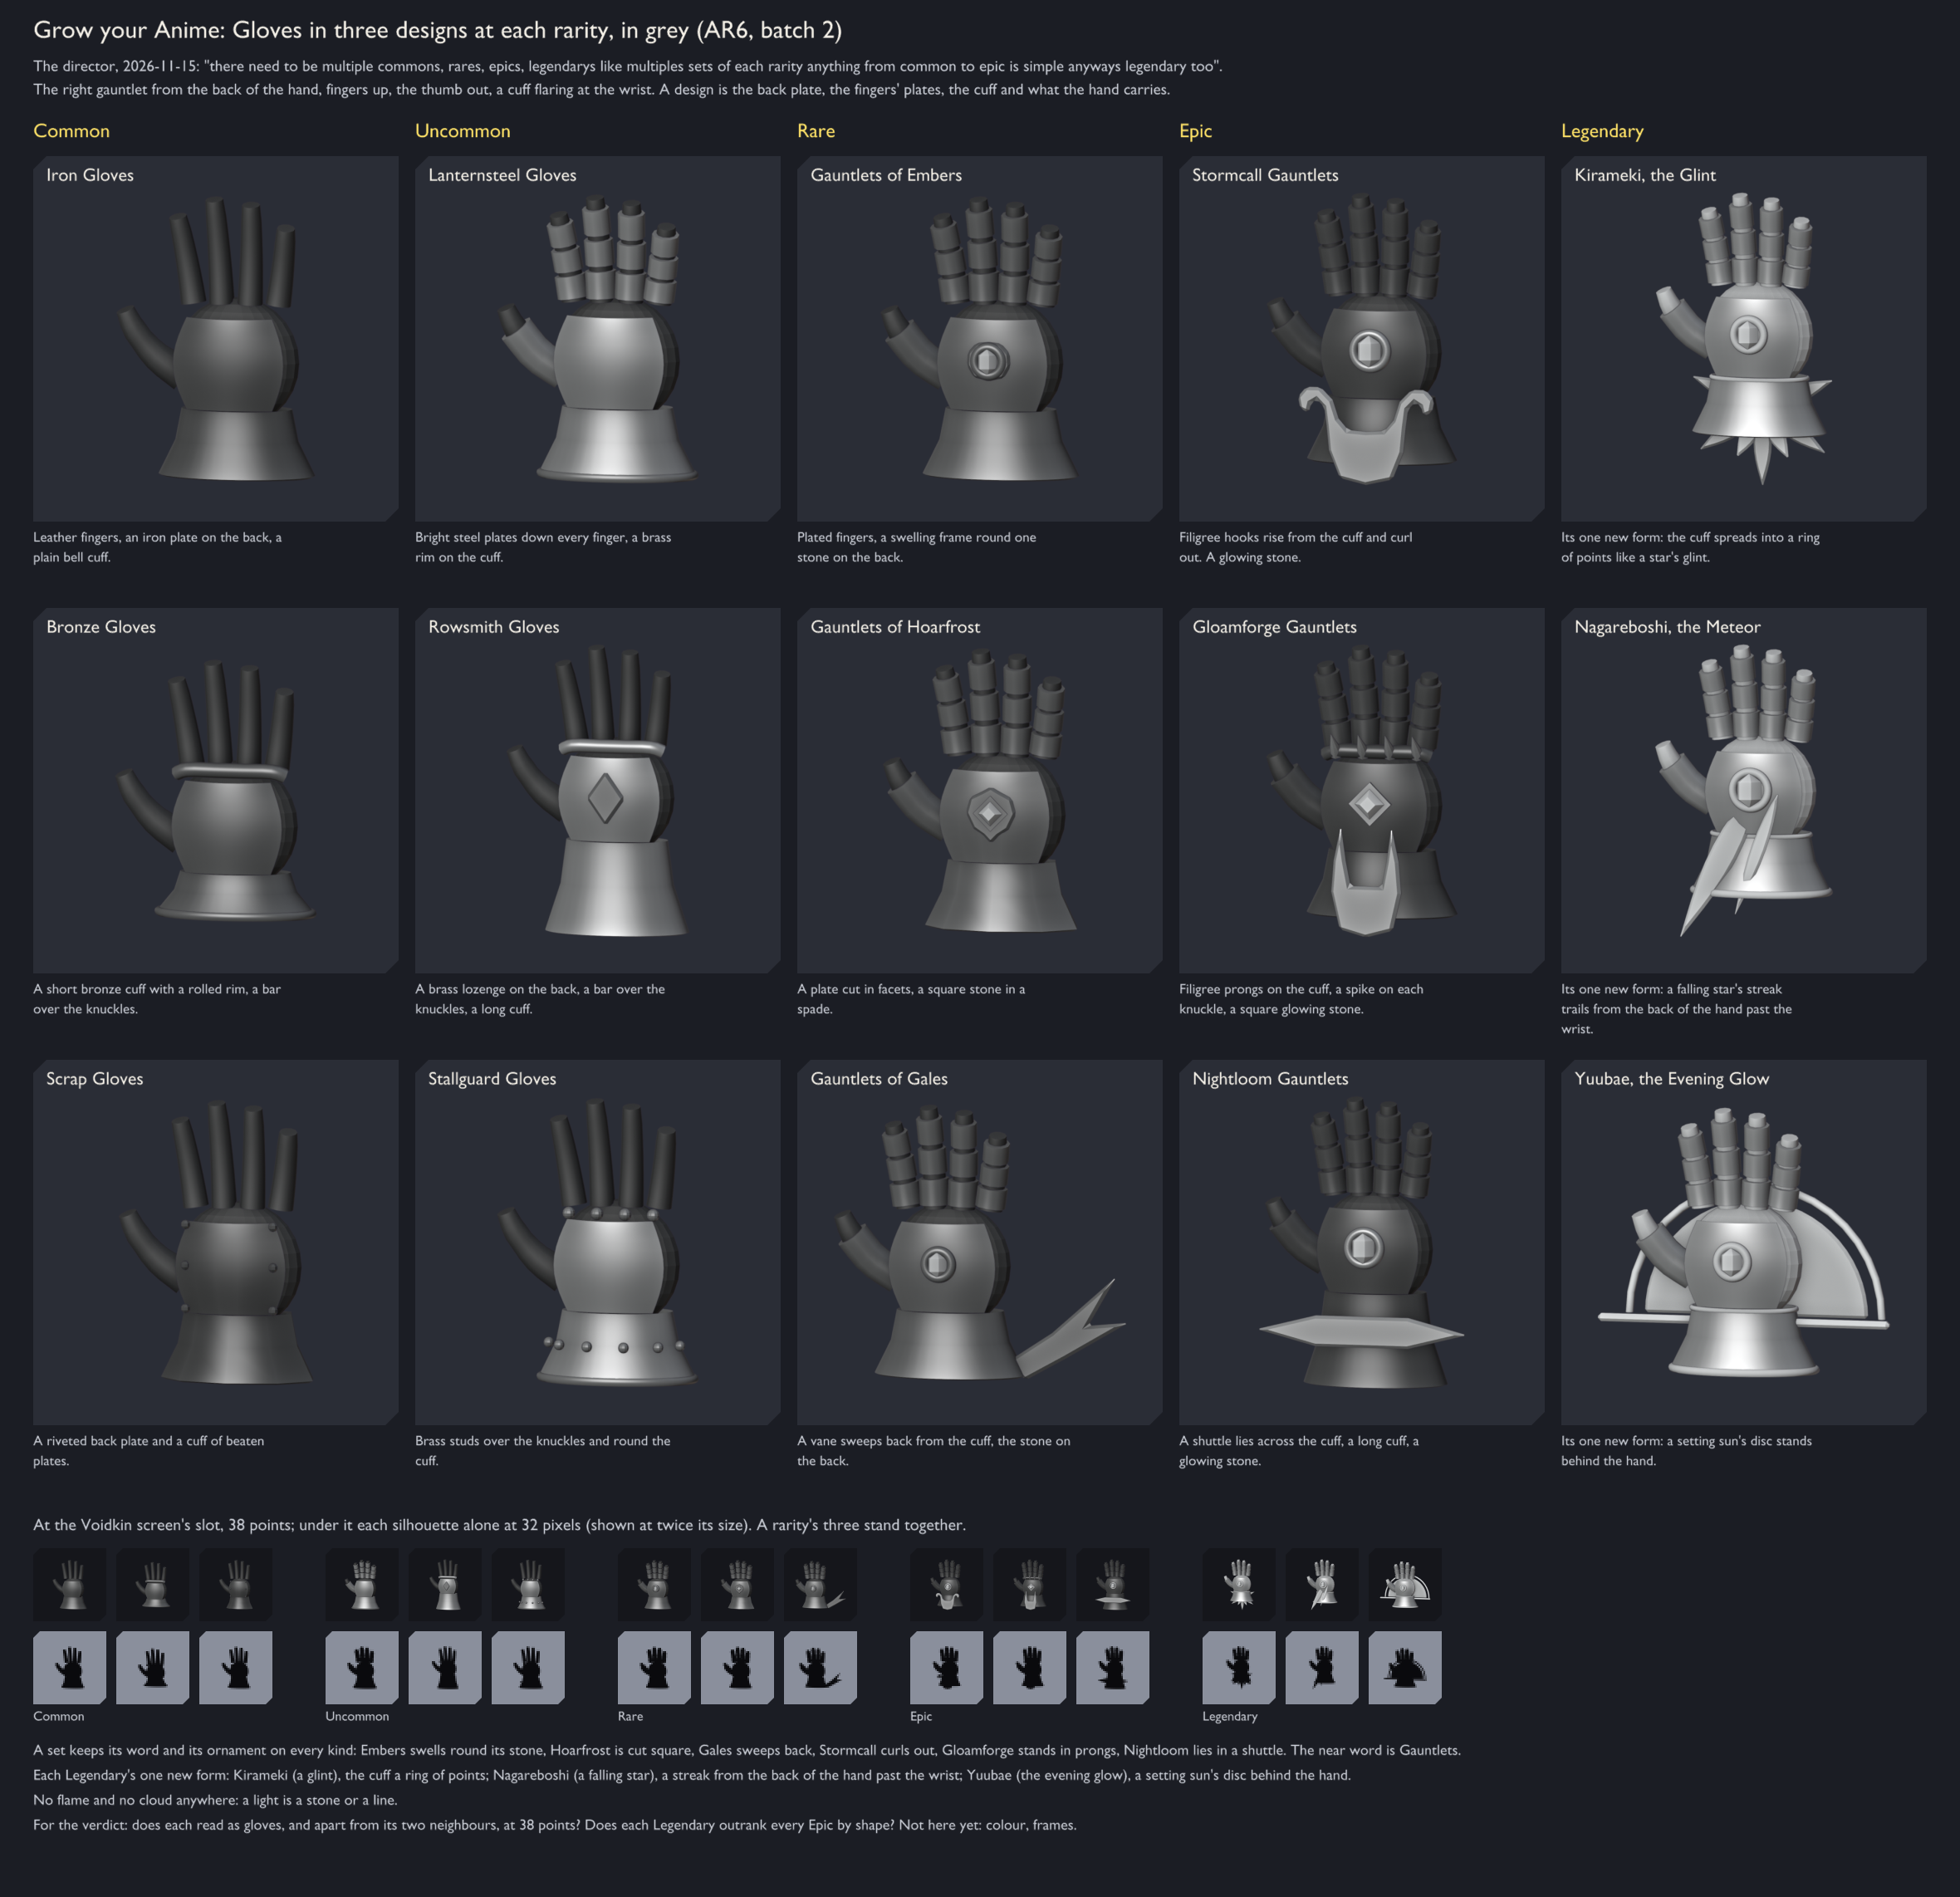 Grow your Anime: Gloves in three designs at each rarity, in grey (AR6, batch 2)
The director, 2026-11-15: "there need to be multiple commons, rares, epics, legendarys like multiples sets of each rarity anything from common to epic is simple anyways legendary too".
The right gauntlet from the back of the hand, fingers up, the thumb out, a cuff flaring at the wrist. A design is the back plate, the fingers' plates, the cuff and what the hand carries.
Common
Uncommon
Rare
Epic
Legendary
Iron Gloves
Lanternsteel Gloves
Gauntlets of Embers
Stormcall Gauntlets
Kirameki, the Glint
Leather fingers, an iron plate on the back, a
plain bell cuff.
Bright steel plates down every finger, a brass
rim on the cuff.
Plated fingers, a swelling frame round one
stone on the back.
Filigree hooks rise from the cuff and curl
out. A glowing stone.
Its one new form: the cuff spreads into a ring
of points like a star's glint.
Bronze Gloves
Rowsmith Gloves
Gauntlets of Hoarfrost
Gloamforge Gauntlets
Nagareboshi, the Meteor
A short bronze cuff with a rolled rim, a bar
over the knuckles.
A brass lozenge on the back, a bar over the
knuckles, a long cuff.
A plate cut in facets, a square stone in a
spade.
Filigree prongs on the cuff, a spike on each
knuckle, a square glowing stone.
Its one new form: a falling star's streak
trails from the back of the hand past the
wrist.
Scrap Gloves
Stallguard Gloves
Gauntlets of Gales
Nightloom Gauntlets
Yuubae, the Evening Glow
A riveted back plate and a cuff of beaten
plates.
Brass studs over the knuckles and round the
cuff.
A vane sweeps back from the cuff, the stone on
the back.
A shuttle lies across the cuff, a long cuff, a
glowing stone.
Its one new form: a setting sun's disc stands
behind the hand.
At the Voidkin screen's slot, 38 points; under it each silhouette alone at 32 pixels (shown at twice its size). A rarity's three stand together.
Common
Uncommon
Rare
Epic
Legendary
A set keeps its word and its ornament on every kind: Embers swells round its stone, Hoarfrost is cut square, Gales sweeps back, Stormcall curls out, Gloamforge stands in prongs, Nightloom lies in a shuttle. The near word is Gauntlets.
Each Legendary's one new form: Kirameki (a glint), the cuff a ring of points; Nagareboshi (a falling star), a streak from the back of the hand past the wrist; Yuubae (the evening glow), a setting sun's disc behind the hand.
No flame and no cloud anywhere: a light is a stone or a line.
For the verdict: does each read as gloves, and apart from its two neighbours, at 38 points? Does each Legendary outrank every Epic by shape? Not here yet: colour, frames.